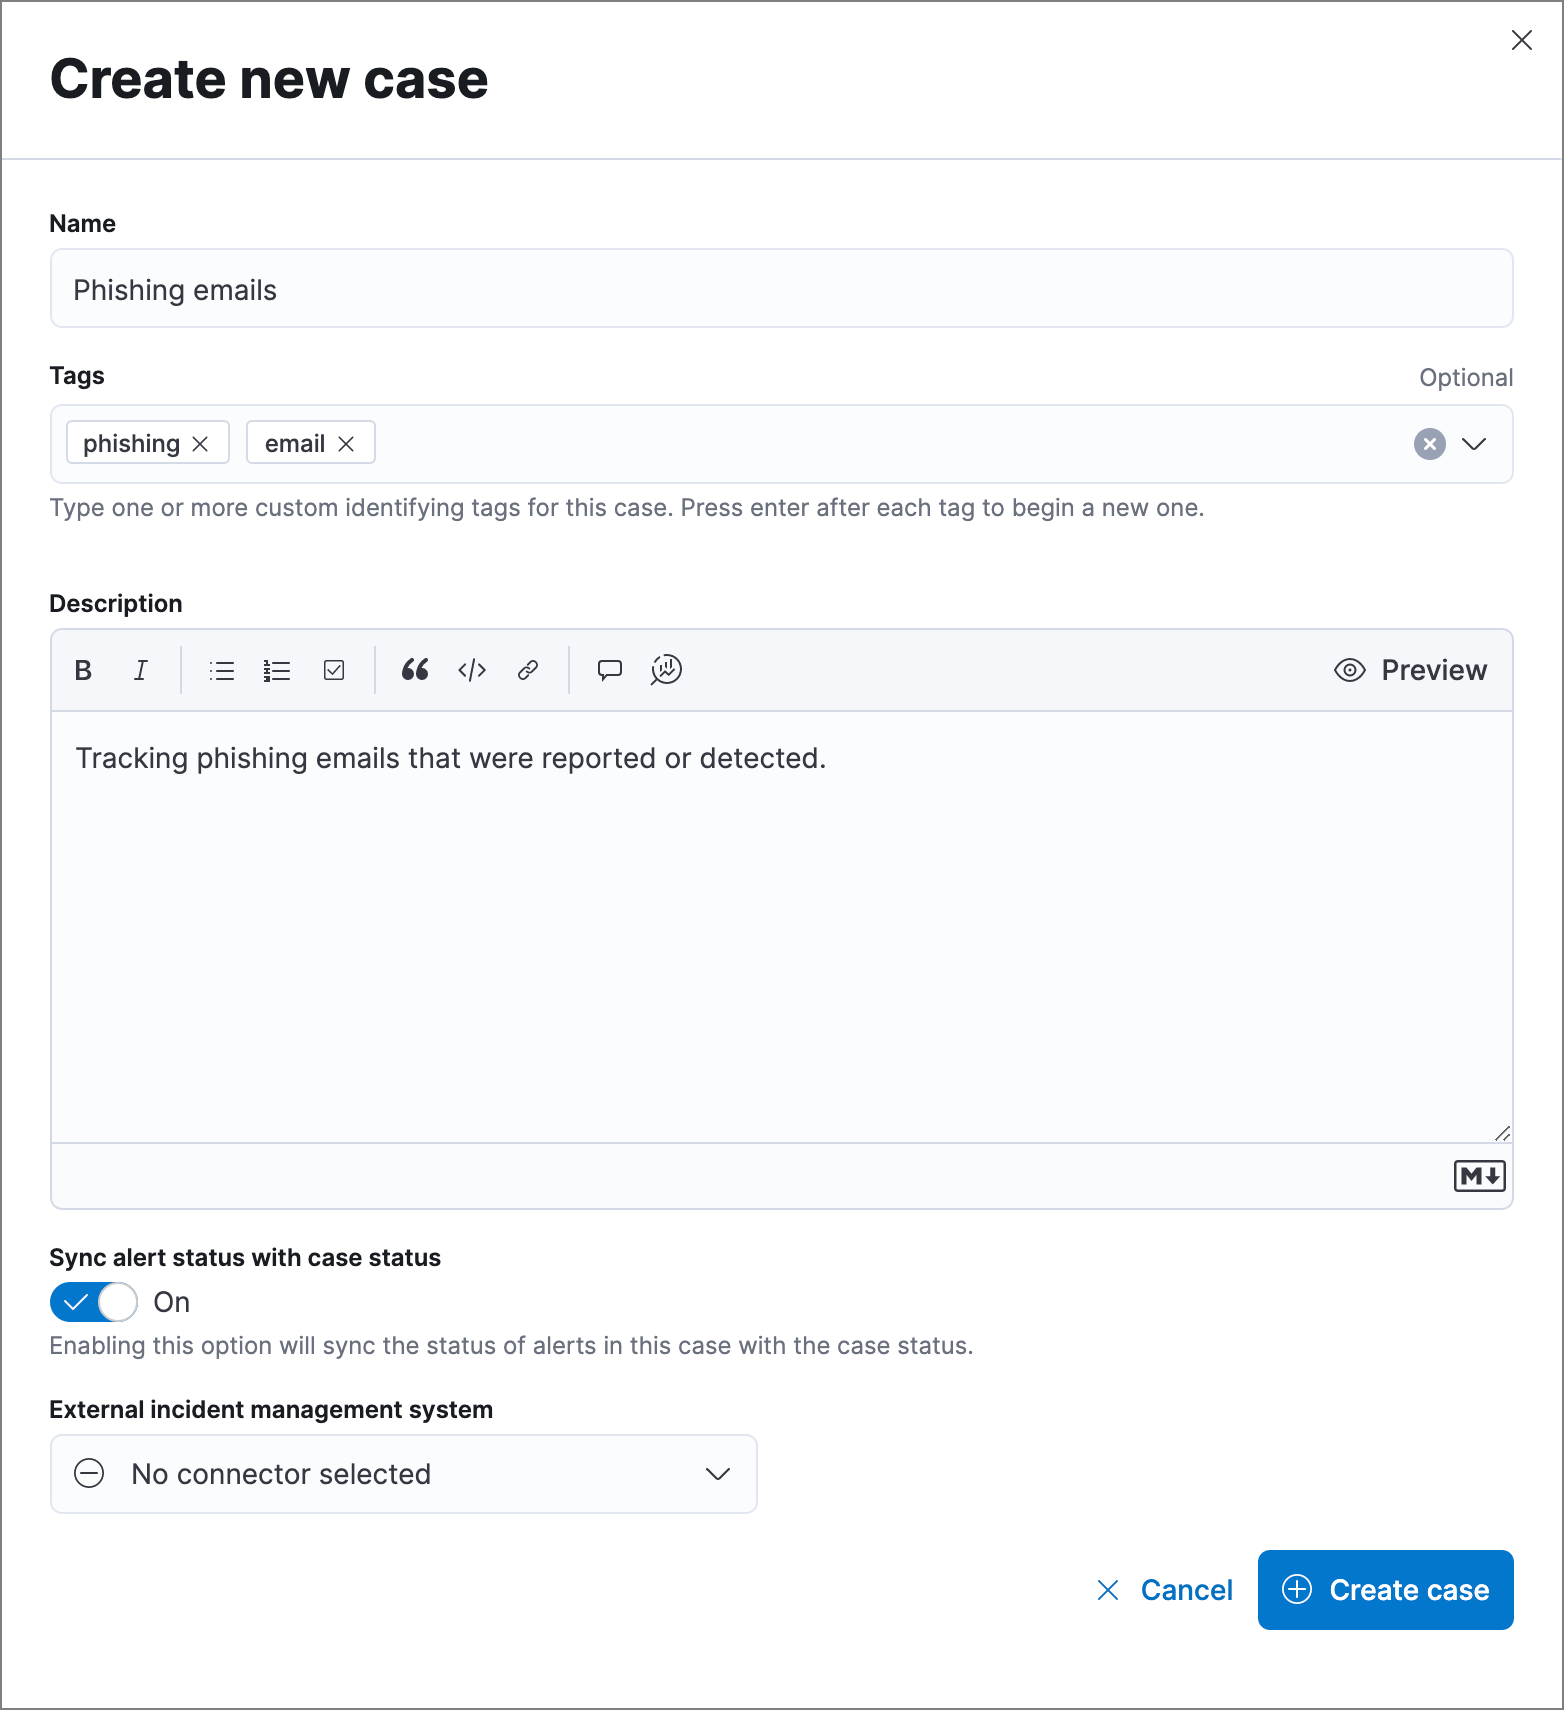 Create new case
Name
Phishing emails
Tags
Optional
phishing
email
Type one or more custom identifying tags for this case. Press enter after each tag to begin a new one.
Description
B I Preview
Tracking phishing emails that were reported or detected.
M
Sync alert status with case status
On
Enabling this option will sync the status of alerts in this case with the case status.
External incident management system
No connector selected
Cancel
Create case